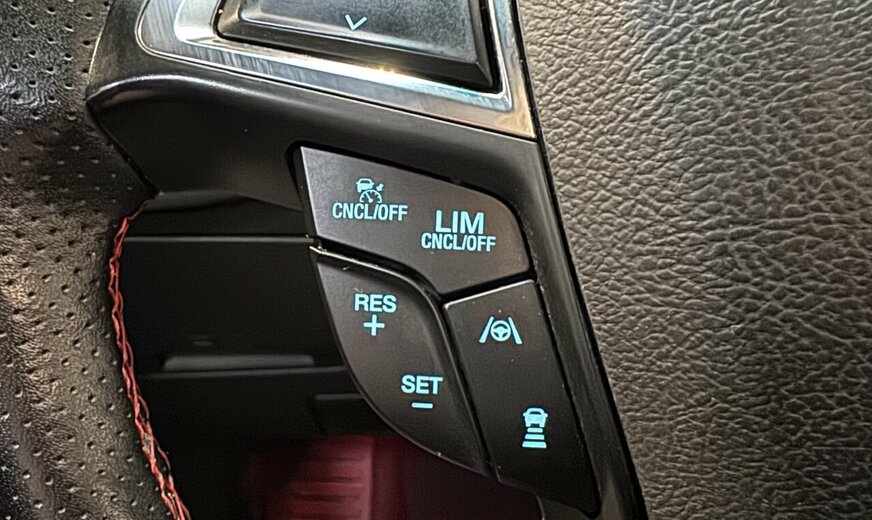 CNCL/OFF
LIM
CNCL/OFF
RES
+
SET
-